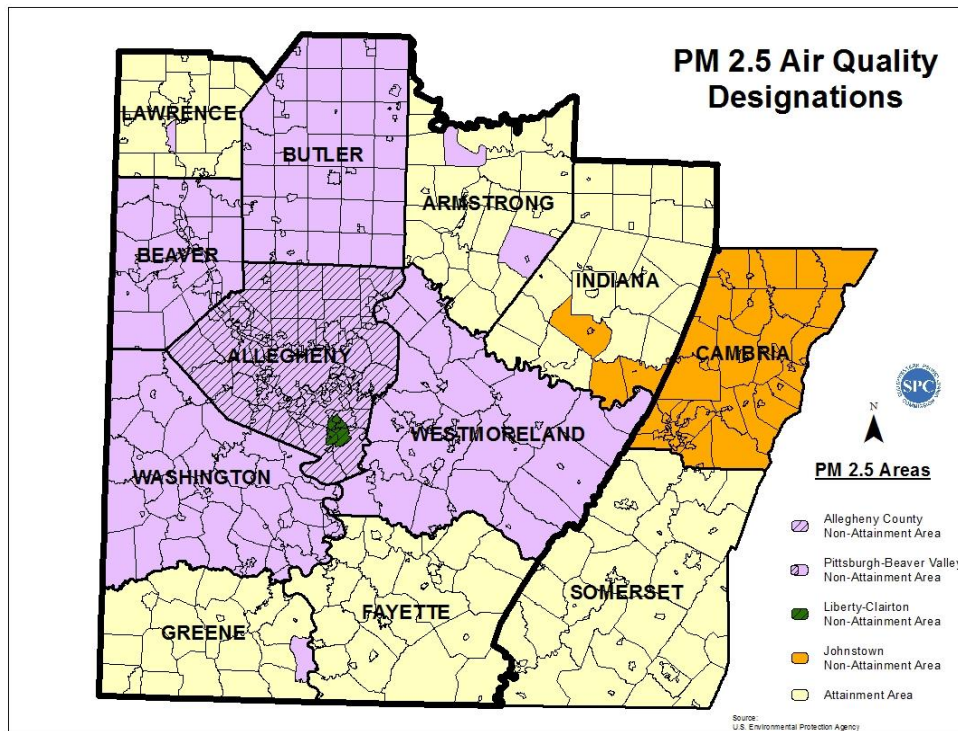 PM 2.5 Air Quality
Designations
LAWRENCE
BUTLER
ARMSTRONG
BEAVER
INDIANA
CAMBRIA
ALLEGHENY
WESTMORELAND
WASHINGTON
SOMERSET
FAYETTE
GREENE
SPC
N
PM 2.5 Areas
Allegheny County
Non-Attainment Area
Pittsburgh-Beaver Valley
Non-Attainment Area
Liberty-Clairton
Non-Attainment Area
Johnstown
Non-Attainment Area
Attainment Area
Source:
U.S. Environmental Protection Agency